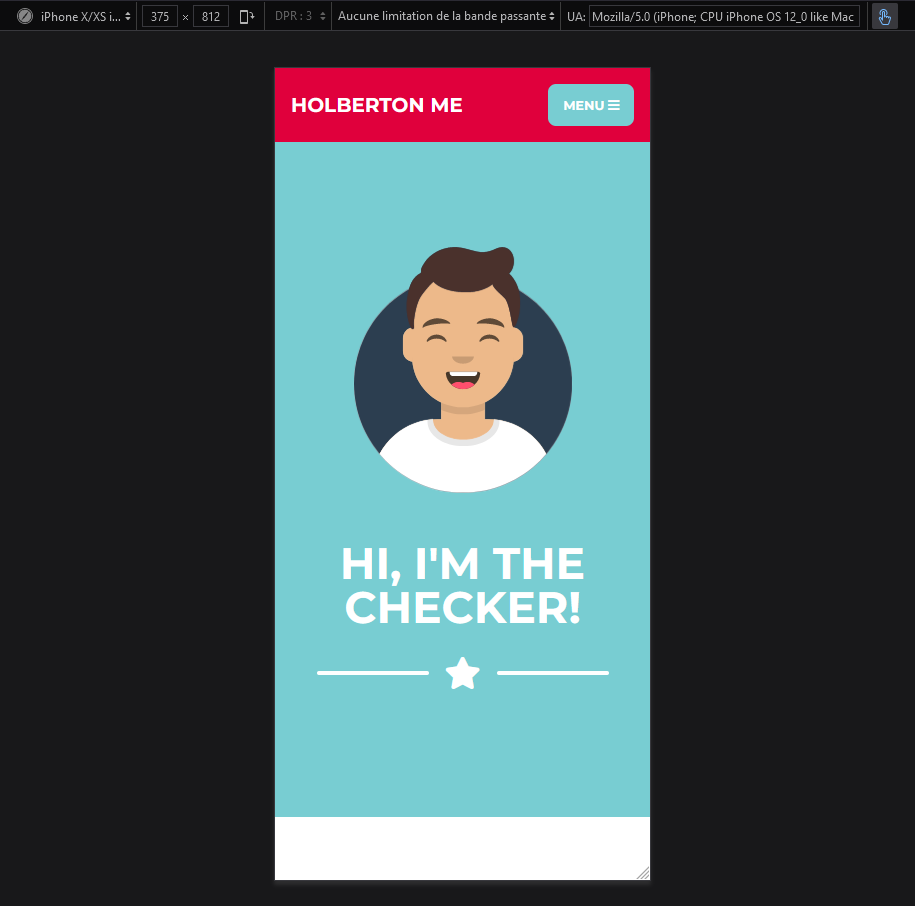 iPhone X/XS i... 375 × 812 DPR : 3 Aucune limitation de la bande passante UA: Mozilla/5.0 (iPhone; CPU iPhone OS 12_0 like Mac
HOLBERTON ME
MENU
HI, I'M THE
CHECKER!